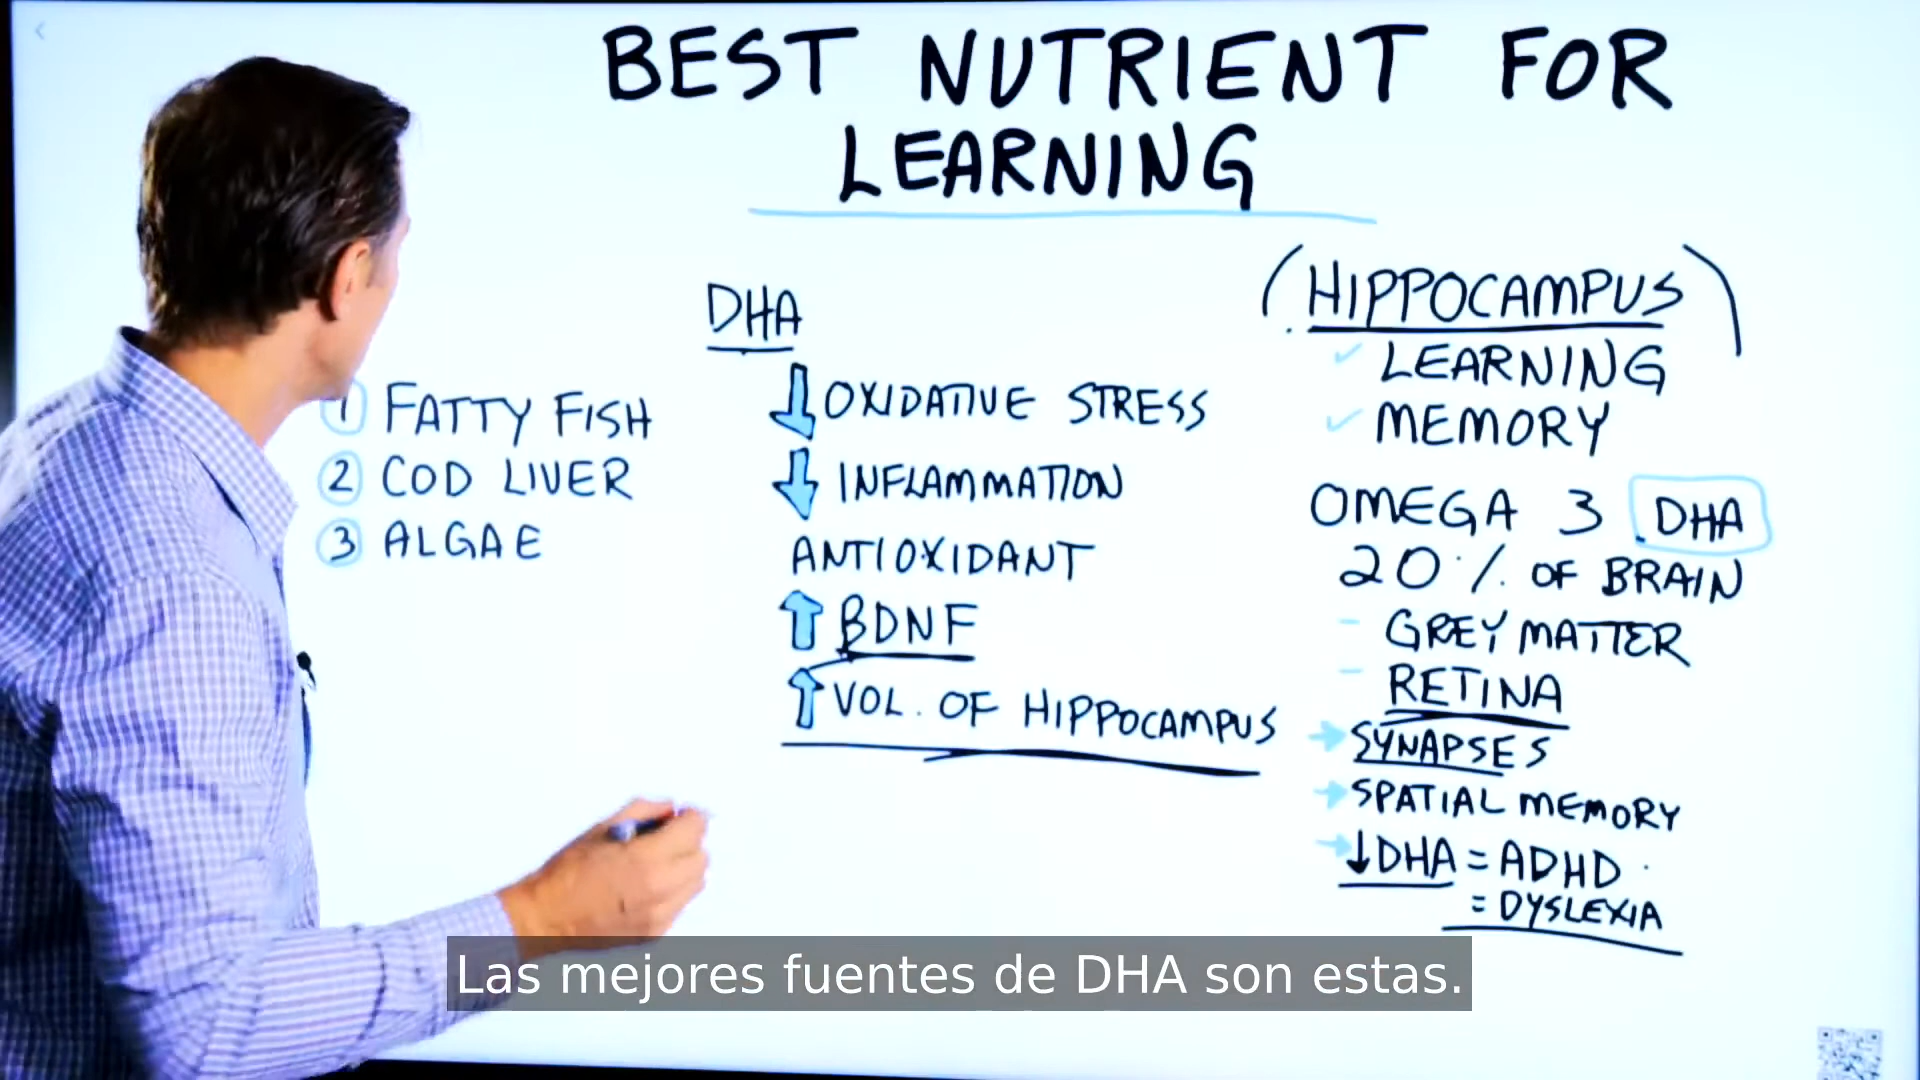 BEST NUTRIENT FOR
LEARNING
1 FATTY FISH
2 COD LIVER
3 ALGAE
DHA
↓ OXIDATIVE STRESS
↓ INFLAMMATION
ANTIOXIDANT
↑ BDNF
↑ VOL. OF HIPPOCAMPUS
(HIPPOCAMPUS)
✓ LEARNING
✓ MEMORY
OMEGA 3 DHA
20% OF BRAIN
- GREY MATTER
- RETINA
→ SYNAPSES
→ SPATIAL MEMORY
→ ↓DHA = ADHD
= DYSLEXIA
Las mejores fuentes de DHA son estas.